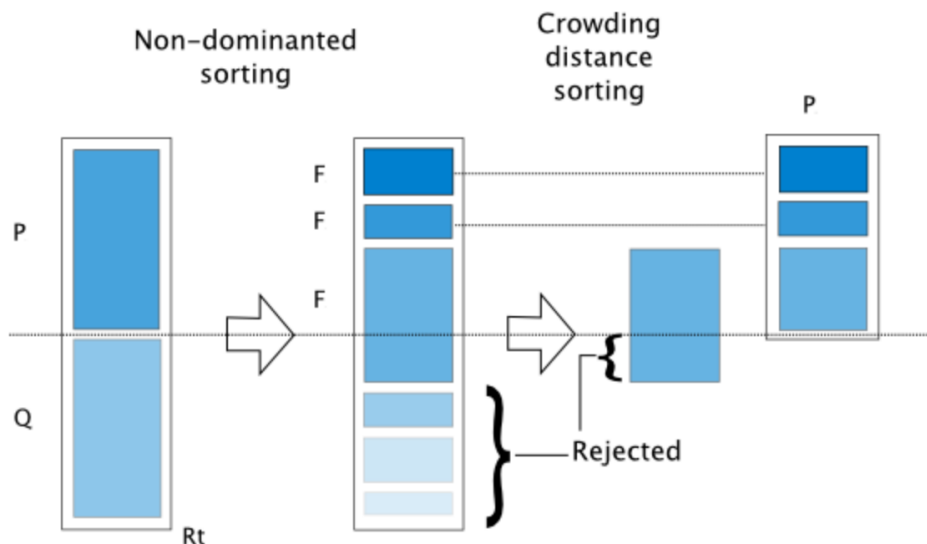 Non-dominanted
sorting
Crowding
distance
sorting
P
F
F
P
F
Q
Rejected
Rt